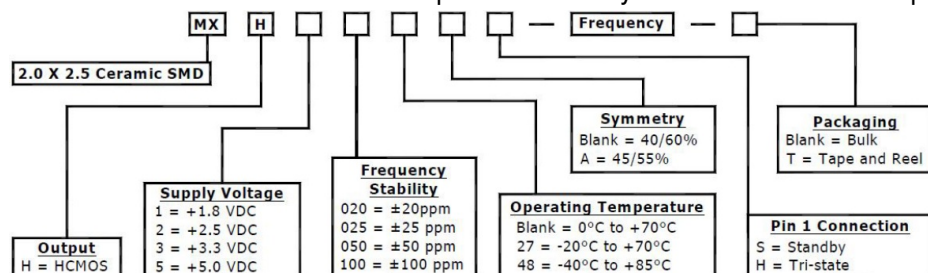 MX H — Frequency —
2.0 X 2.5 Ceramic SMD
Output
H = HCMOS
Supply Voltage
1 = +1.8 VDC
2 = +2.5 VDC
3 = +3.3 VDC
5 = +5.0 VDC
Frequency
Stability
020 = ±20ppm
025 = ±25 ppm
050 = ±50 ppm
100 = ±100 ppm
Symmetry
Blank = 40/60%
A = 45/55%
Operating Temperature
Blank = 0°C to +70°C
27 = -20°C to +70°C
48 = -40°C to +85°C
Packaging
Blank = Bulk
T = Tape and Reel
Pin 1 Connection
S = Standby
H = Tri-state